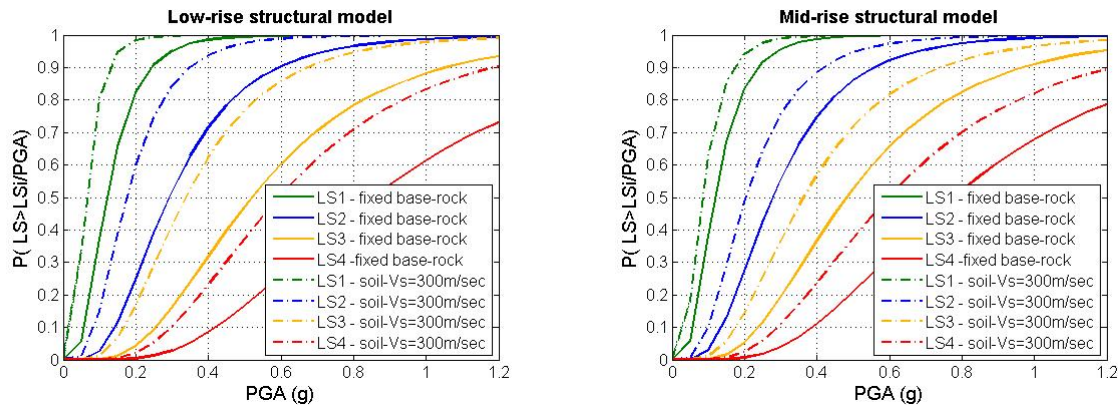 Low-rise structural model
1
0.9
0.8
0.7
0.6
0.5
0.4
0.3
0.2
0.1
0
P( LS> LSi/PGA)
LS1 - fixed base-rock
LS2 - fixed base-rock
LS3 - fixed base-rock
LS4 -fixed base-rock
LS1 - soil-Vs=300m/sec
LS2 - soil-Vs=300m/sec
LS3 - soil-Vs=300m/sec
LS4 - soil-Vs=300m/sec
0 0.2 0.4 0.6 0.8 1 1.2
PGA (g)
Mid-rise structural model
1
0.9
0.8
0.7
0.6
0.5
0.4
0.3
0.2
0.1
0
P( LS> LSi/PGA)
LS1 - fixed base-rock
LS2 - fixed base-rock
LS3 - fixed base-rock
LS4 - fixed base-rock
LS1 - soil-Vs=300m/sec
LS2 - soil-Vs=300m/sec
LS3 - soil-Vs=300m/sec
LS4 - soil-Vs=300m/sec
0 0.2 0.4 0.6 0.8 1 1.2
PGA (g)